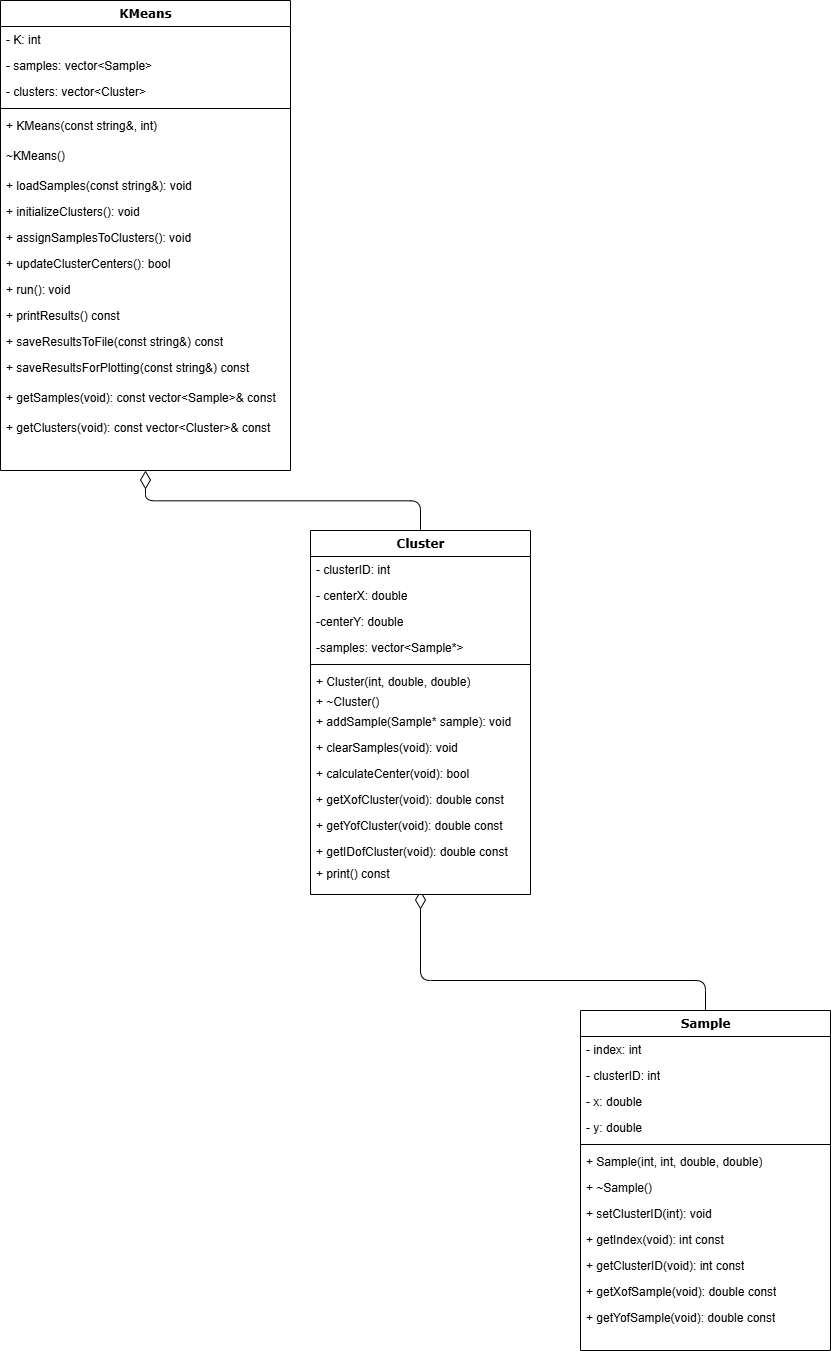 KMeans
- K: int
- samples: vector<Sample>
- clusters: vector<Cluster>
+ KMeans(const string&, int)
~KMeans()
+ loadSamples(const string&): void
+ initializeClusters(): void
+ assignSamplesToClusters(): void
+ updateClusterCenters(): bool
+ run(): void
+ printResults() const
+ saveResultsToFile(const string&) const
+ saveResultsForPlotting(const string&) const
+ getSamples(void): const vector<Sample>& const
+ getClusters(void): const vector<Cluster>& const
Cluster
- clusterID: int
- centerX: double
-centerY: double
-samples: vector<Sample*>
+ Cluster(int, double, double)
+ ~Cluster()
+ addSample(Sample* sample): void
+ clearSamples(void): void
+ calculateCenter(void): bool
+ getXofCluster(void): double const
+ getYofCluster(void): double const
+ getIDofCluster(void): double const
+ print() const
Sample
- index: int
- clusterID: int
- x: double
- y: double
+ Sample(int, int, double, double)
+ ~Sample()
+ setClusterID(int): void
+ getIndex(void): int const
+ getClusterID(void): int const
+ getXofSample(void): double const
+ getYofSample(void): double const